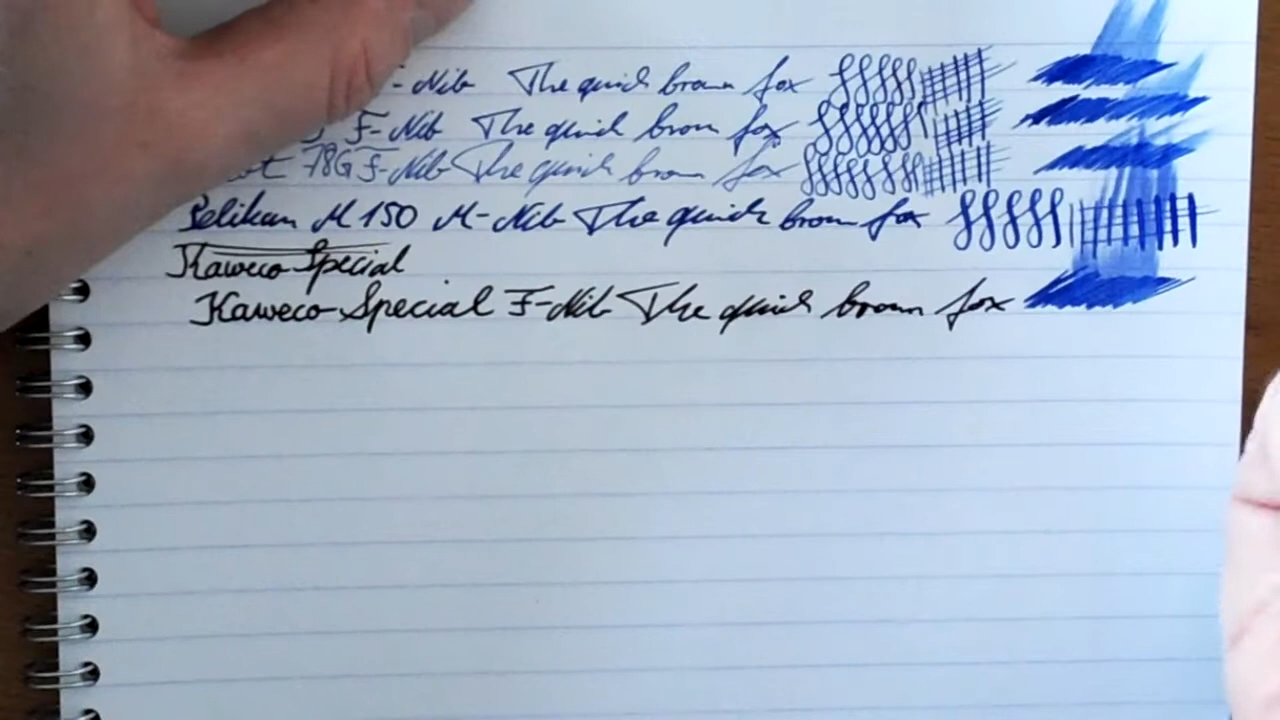 F-Nib The quick brown fox
F-Nib The quick brown fox
78G F-Nib The quick brown fox
Pelikan M150 M-Nib The quick brown fox
Kaweco Special
Kaweco Special F-Nib The quick brown fox